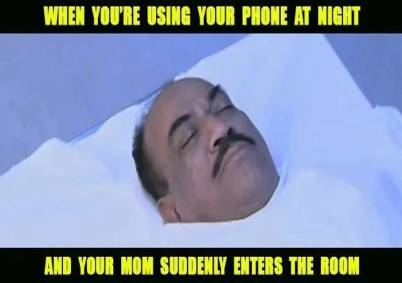 WHEN YOU'RE USING YOUR PHONE AT NIGHT
AND YOUR MOM SUDDENLY ENTERS THE ROOM